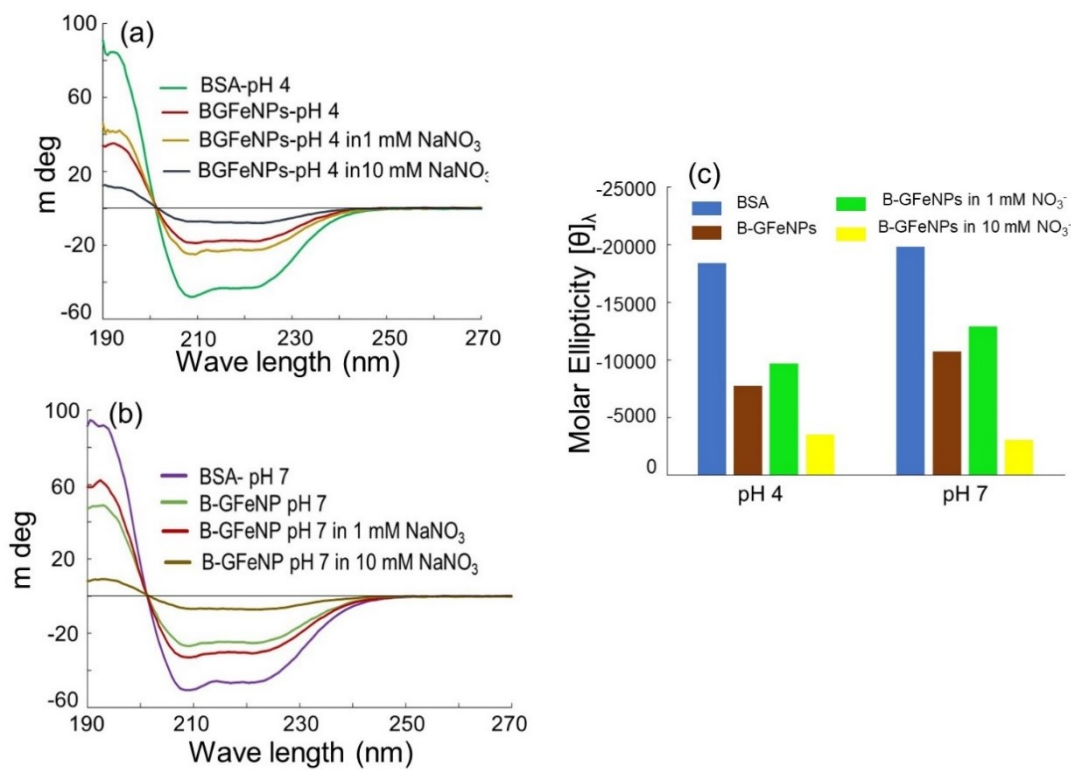 (a)
100
60
20
-20
-60
m deg
BSA-pH 4
BGFeNPs-pH 4
BGFeNPs-pH 4 in1 mM NaNO₃
BGFeNPs-pH 4 in10 mM NaNO₃
190 210 230 250 270
Wave length (nm)
(b)
100
60
20
-20
-60
m deg
BSA- pH 7
B-GFeNP pH 7
B-GFeNP pH 7 in 1 mM NaNO₃
B-GFeNP pH 7 in 10 mM NaNO₃
190 210 230 250 270
Wave length (nm)
(c)
-25000
-20000
-15000
-10000
-5000
0
Molar Ellipticity [θ]λ
BSA
B-GFeNPs
B-GFeNPs in 1 mM NO₃⁻
B-GFeNPs in 10 mM NO₃⁻
pH 4 pH 7